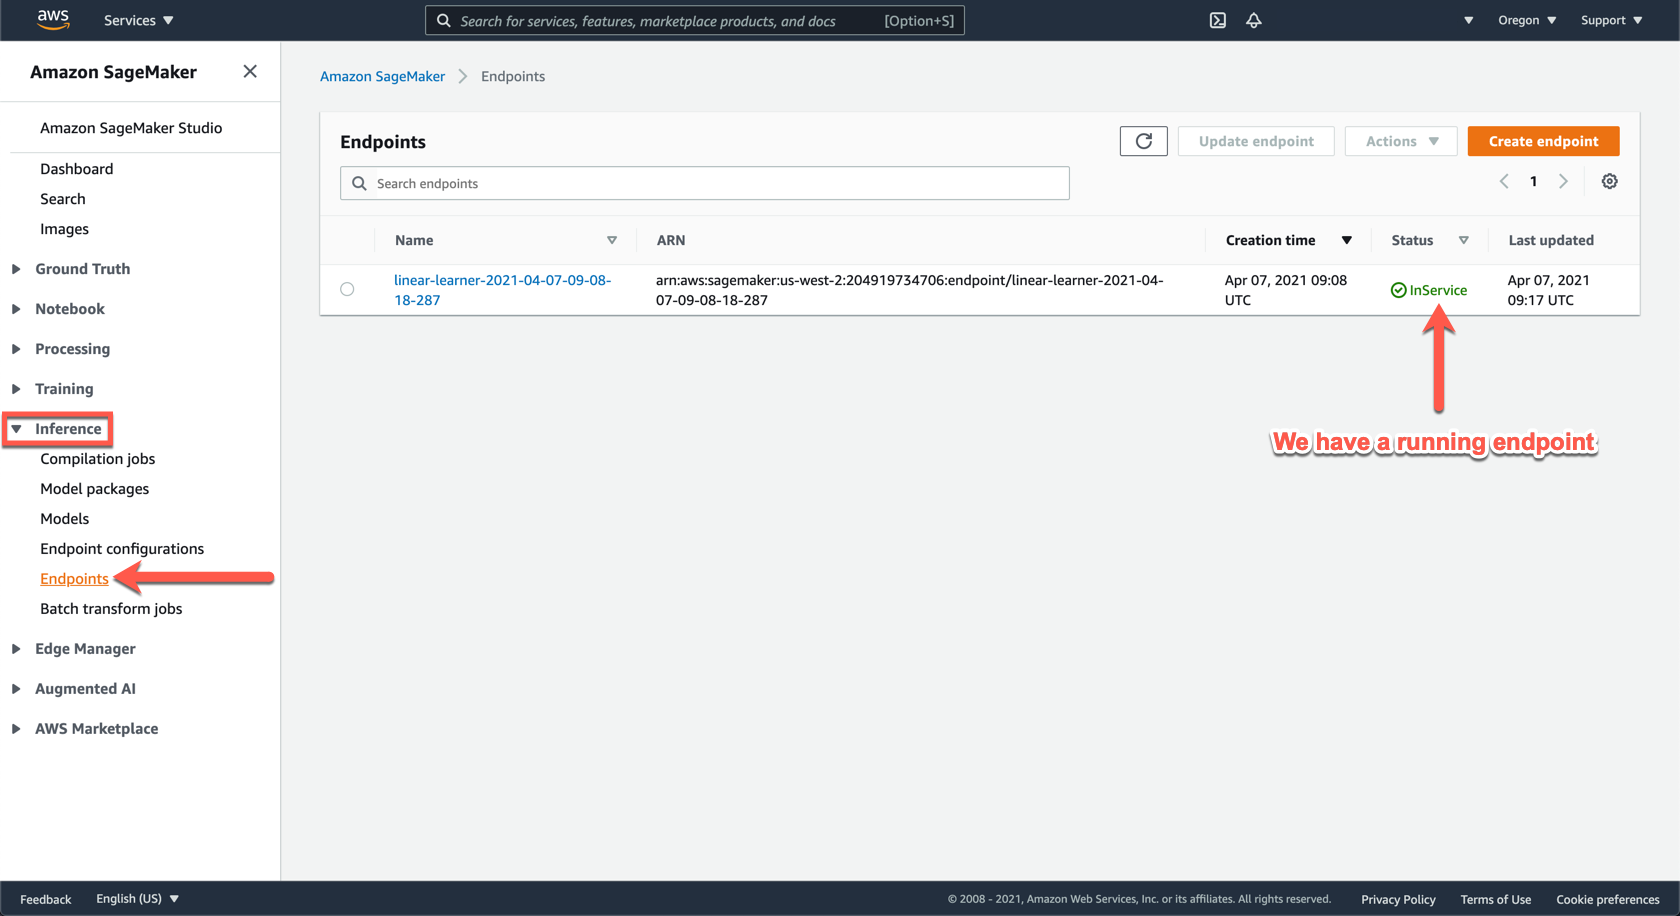 aws
Services
Search for services, features, marketplace products, and docs [Option+S]
Oregon
Support
Amazon SageMaker
Amazon SageMaker Studio
Dashboard
Search
Images
Ground Truth
Notebook
Processing
Training
Inference
Compilation jobs
Model packages
Models
Endpoint configurations
Endpoints
Batch transform jobs
Edge Manager
Augmented AI
AWS Marketplace
Amazon SageMaker > Endpoints
Endpoints
Update endpoint
Actions
Create endpoint
Search endpoints
1
Name ARN Creation time Status Last updated
linear-learner-2021-04-07-09-08-
18-287
arn:aws:sagemaker:us-west-2:204919734706:endpoint/linear-learner-2021-04-
07-09-08-18-287
Apr 07, 2021 09:08
UTC
InService
Apr 07, 2021
09:17 UTC
We have a running endpoint
Feedback
English (US)
© 2008 - 2021, Amazon Web Services, Inc. or its affiliates. All rights reserved.
Privacy Policy
Terms of Use
Cookie preferences